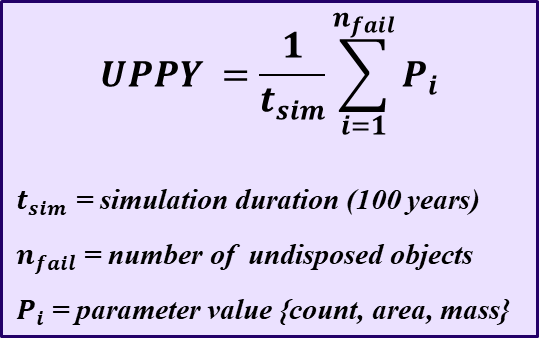 UPPY = 1/t_sim ∑_{i=1}^{n_fail} P_i
t_sim = simulation duration (100 years)
n_fail = number of undisposed objects
P_i = parameter value {count, area, mass}